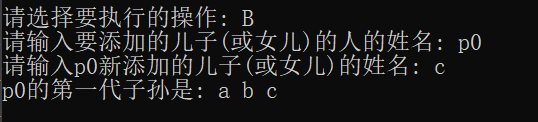 请选择要执行的操作: B
请输入要添加的儿子(或女儿)的人的姓名: p0
请输入p0新添加的儿子(或女儿)的姓名: c
p0的第一代子孙是: a b c